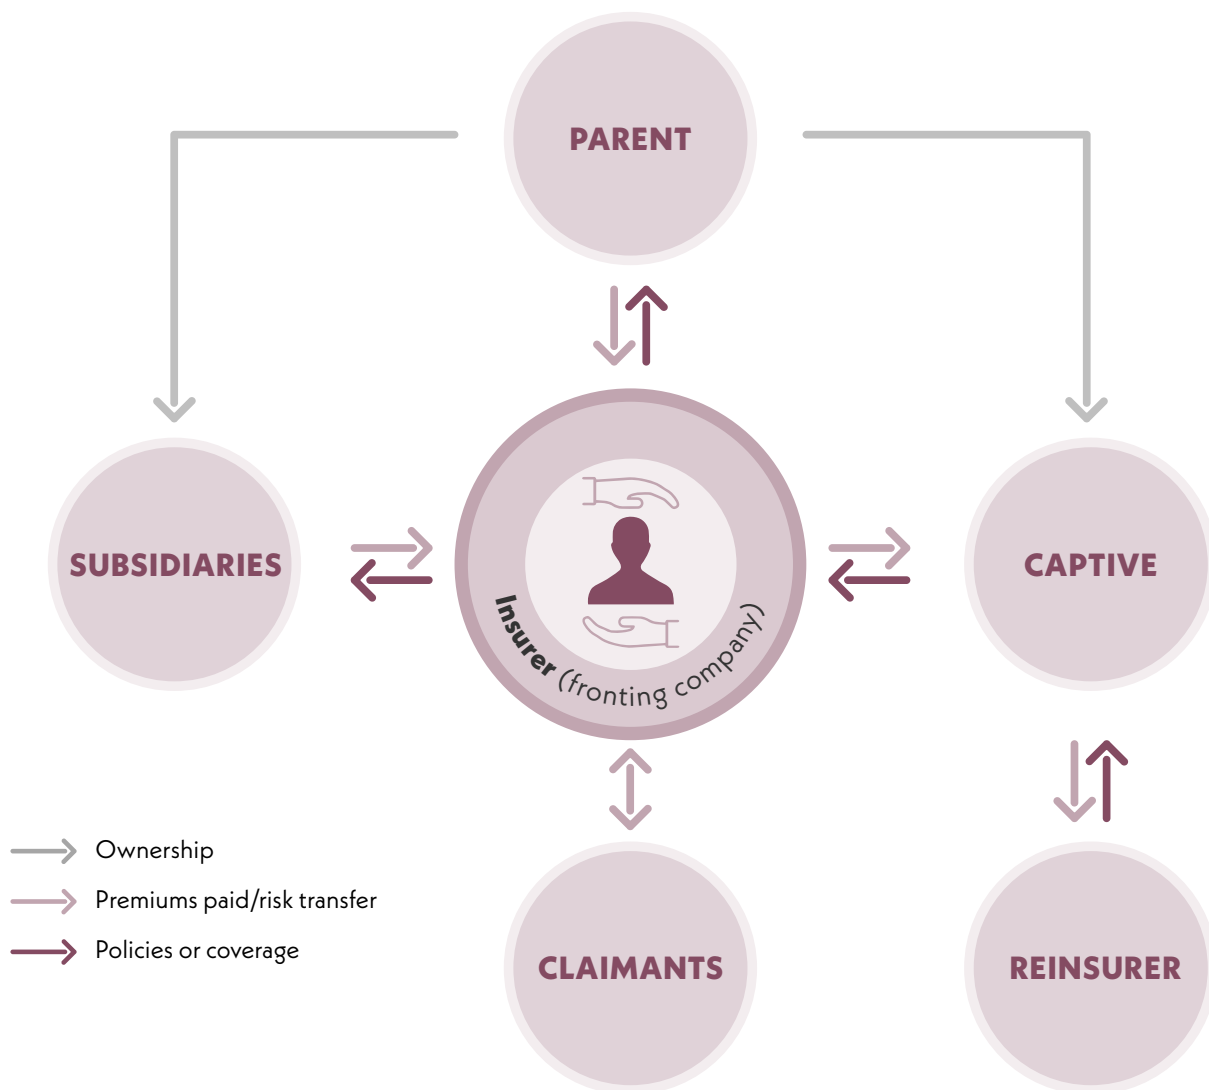 PARENT
SUBSIDIARIES
CAPTIVE
Insurer (fronting company)
Ownership
Premiums paid/risk transfer
Policies or coverage
CLAIMANTS
REINSURER